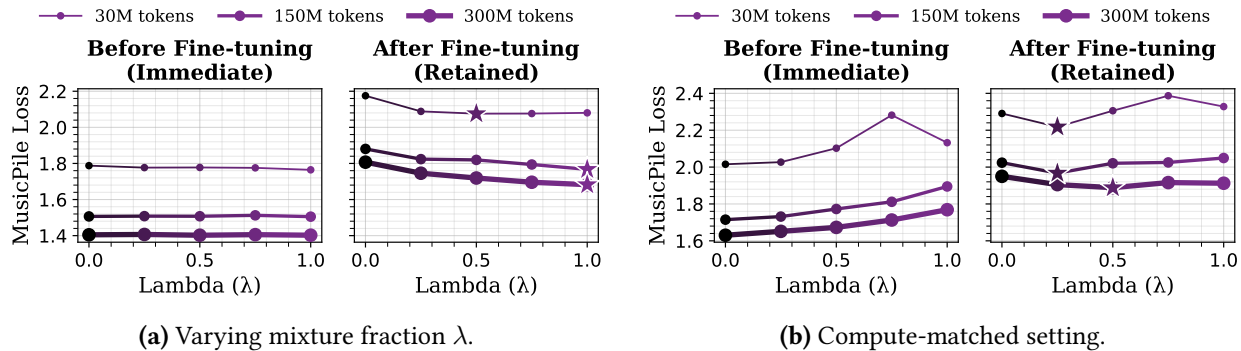 30M tokens 150M tokens 300M tokens
Before Fine-tuning
(Immediate)
After Fine-tuning
(Retained)
MusicPile Loss
2.2
2.0
1.8
1.6
1.4
0.0 0.5 1.0
0.0 0.5 1.0
Lambda (λ)
Lambda (λ)
(a) Varying mixture fraction λ.
30M tokens 150M tokens 300M tokens
Before Fine-tuning
(Immediate)
After Fine-tuning
(Retained)
MusicPile Loss
2.4
2.2
2.0
1.8
1.6
0.0 0.5 1.0
0.0 0.5 1.0
Lambda (λ)
Lambda (λ)
(b) Compute-matched setting.